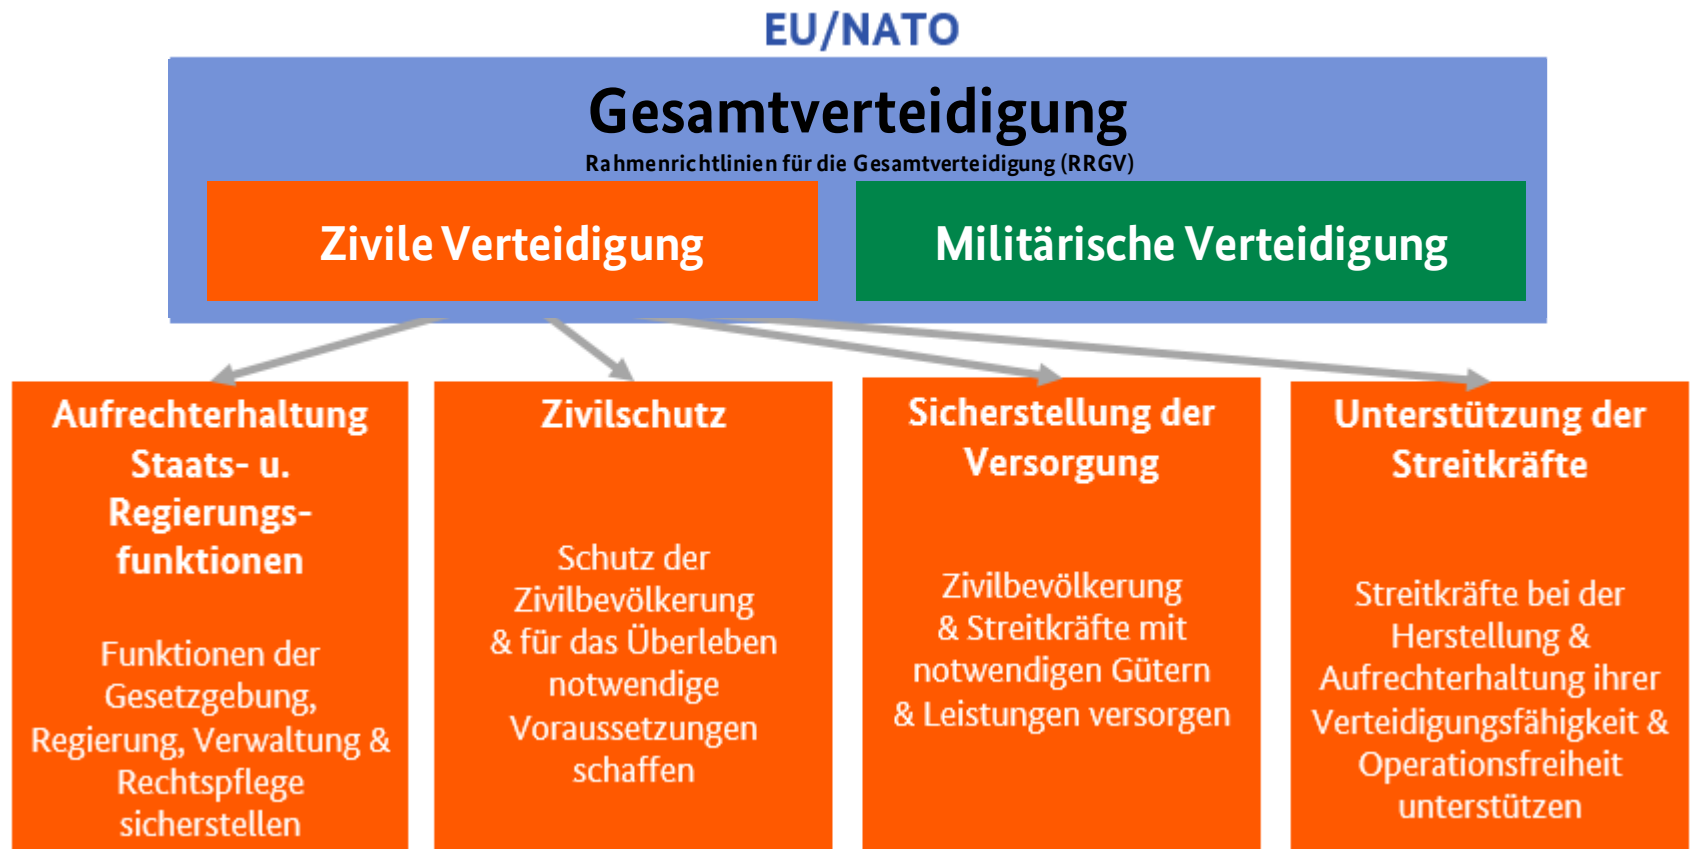 EU/NATO
Gesamtverteidigung
Rahmenrichtlinien für die Gesamtverteidigung (RRGV)
Zivile Verteidigung
Militärische Verteidigung
Aufrechterhaltung
Staats- u.
Regierungs-
funktionen
Funktionen der
Gesetzgebung,
Regierung, Verwaltung &
Rechtspflege
sicherstellen
Zivilschutz
Schutz der
Zivilbevölkerung
& für das Überleben
notwendige
Voraussetzungen
schaffen
Sicherstellung der
Versorgung
Zivilbevölkerung
& Streitkräfte mit
notwendigen Gütern
& Leistungen versorgen
Unterstützung der
Streitkräfte
Streitkräfte bei der
Herstellung &
Aufrechterhaltung ihrer
Verteidigungsfähigkeit &
Operationsfreiheit
unterstützen